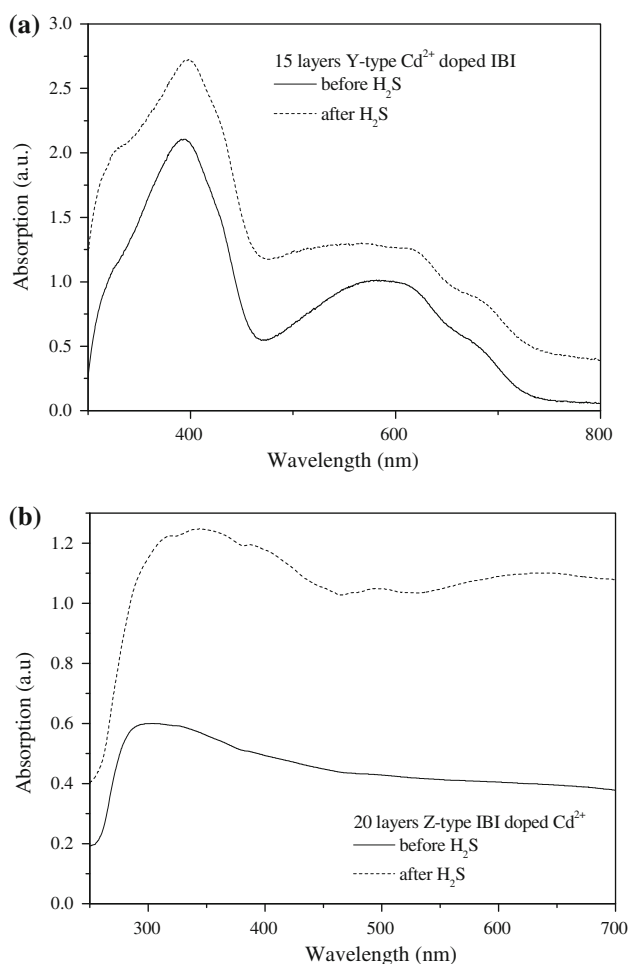 (a)
3.0
2.5
2.0
1.5
1.0
0.5
0.0
Absorption (a.u.)
15 layers Y-type Cd²⁺ doped IBI
before H₂S
after H₂S
400
600
800
Wavelength (nm)
(b)
1.2
1.0
0.8
0.6
0.4
0.2
0.0
Absorption (a.u)
20 layers Z-type IBI doped Cd²⁺
before H₂S
after H₂S
300
400
500
600
700
Wavelength (nm)